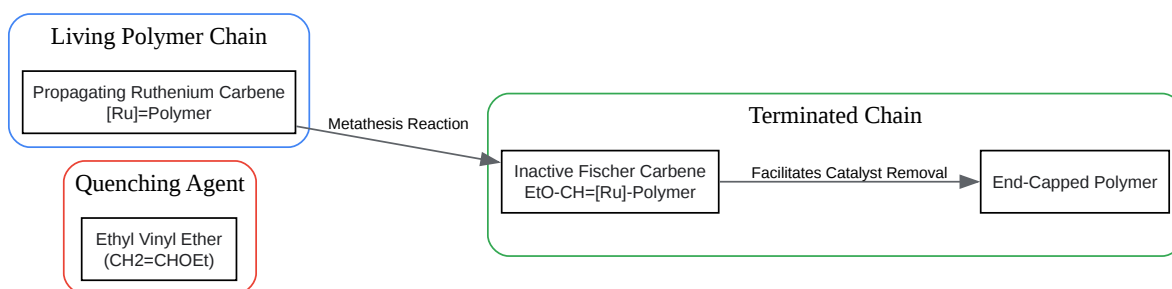 Living Polymer Chain
Propagating Ruthenium Carbene
[Ru]=Polymer
Metathesis Reaction
Quenching Agent
Ethyl Vinyl Ether
(CH2=CHOEt)
Terminated Chain
Inactive Fischer Carbene
EtO-CH=[Ru]-Polymer
Facilitates Catalyst Removal
End-Capped Polymer